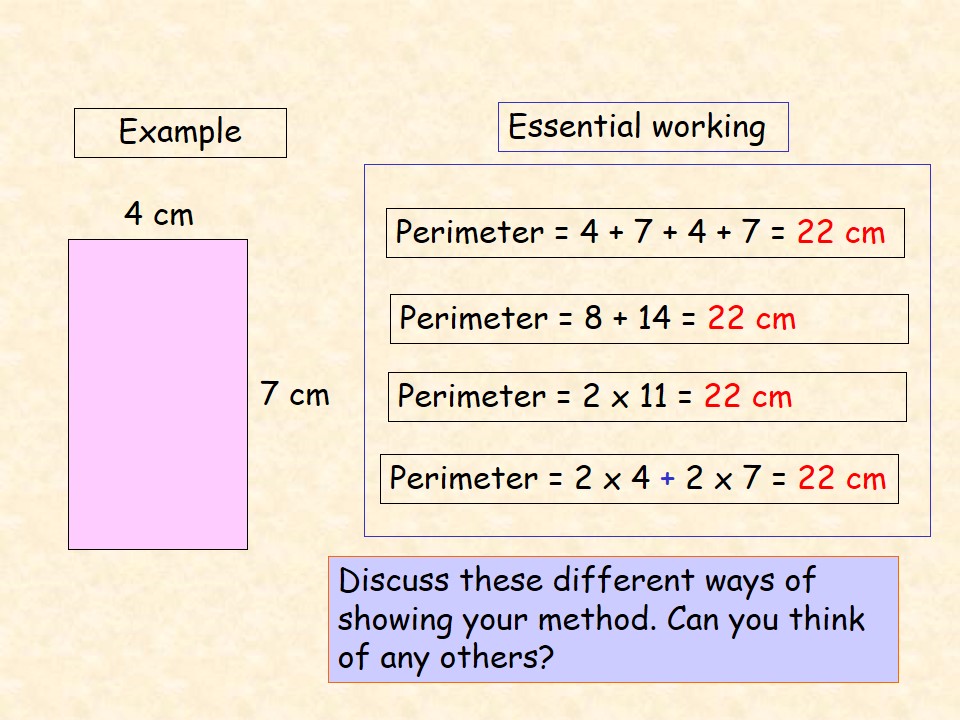 Example
4 cm
7 cm
Essential working
Perimeter = 4 + 7 + 4 + 7 = 22 cm
Perimeter = 8 + 14 = 22 cm
Perimeter = 2 x 11 = 22 cm
Perimeter = 2 x 4 + 2 x 7 = 22 cm
Discuss these different ways of
showing your method. Can you think
of any others?